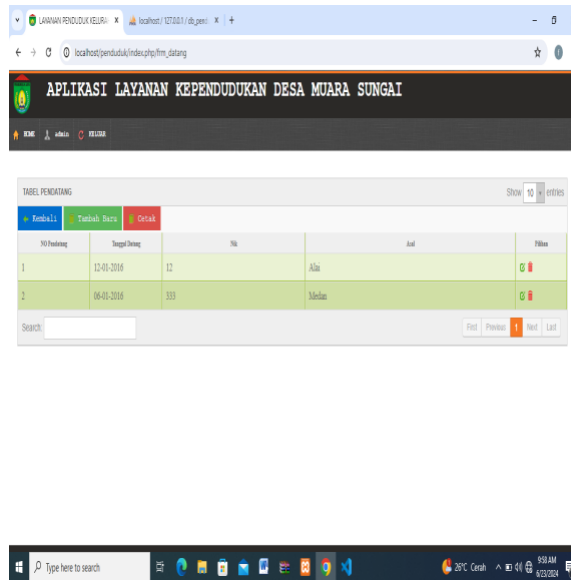 LAYANAN PENDUDUK KELURA
localhost / 127.0.0.1 / db_pend
localhost/penduduk/index.php/frm_datang
APLIKASI LAYANAN KEPENDUDUKAN DESA MUARA SUNGAI
HOME admin KELUAR
TABEL PENDATANG
Show 10 entries
Kembali Tambah Baru Cetak
NO Pendatang Tanggal Datang Nik Asal Pilihan
1 12-01-2016 12 Alas
2 06-01-2016 333 Medan
Search: First Previous 1 Next Last
Type here to search
26°C Cerah
9:58 AM
6/23/2024